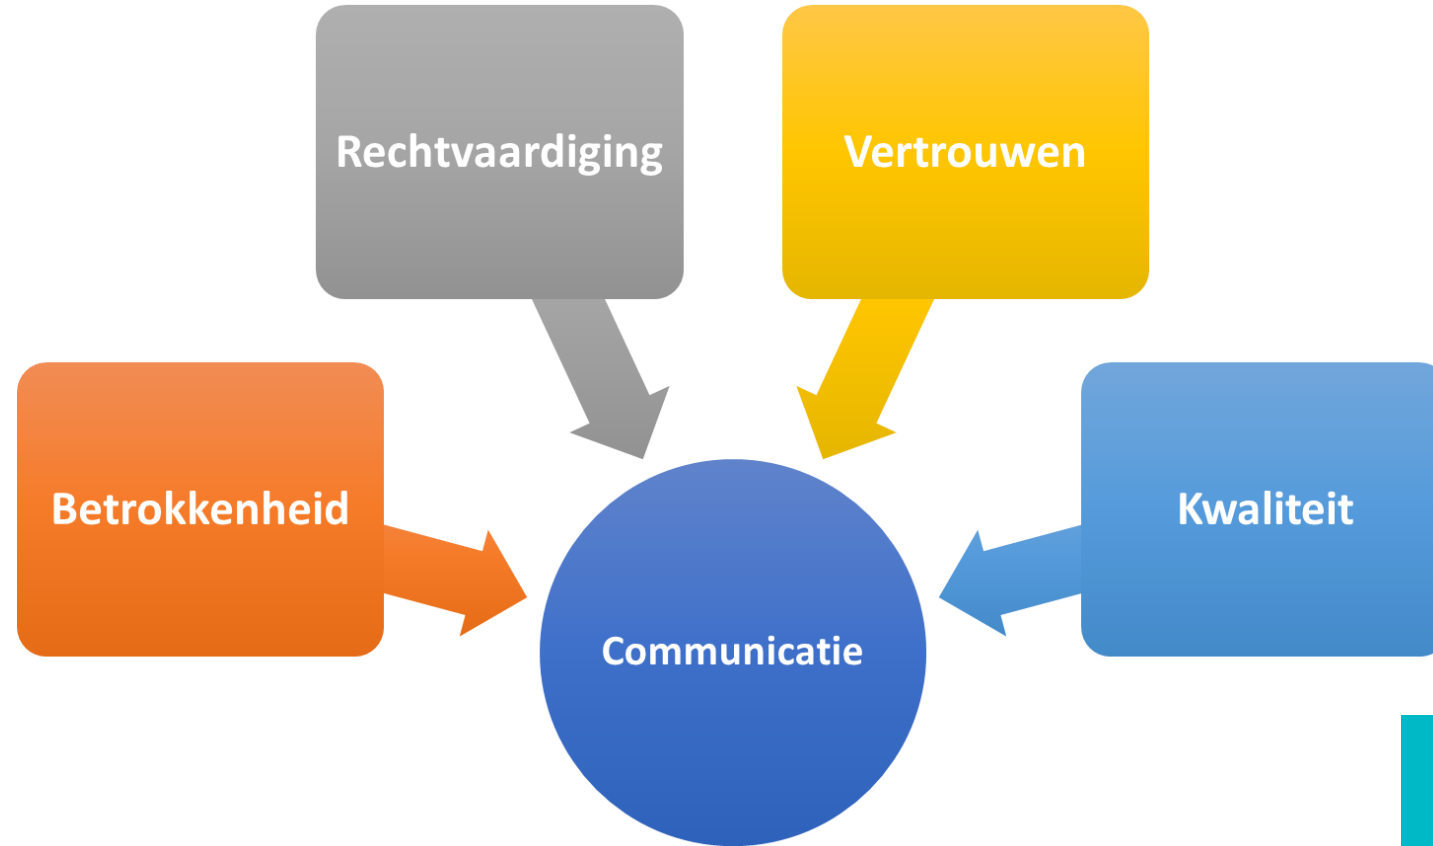 Rechtvaardiging
Vertrouwen
Betrokkenheid
Kwaliteit
Communicatie